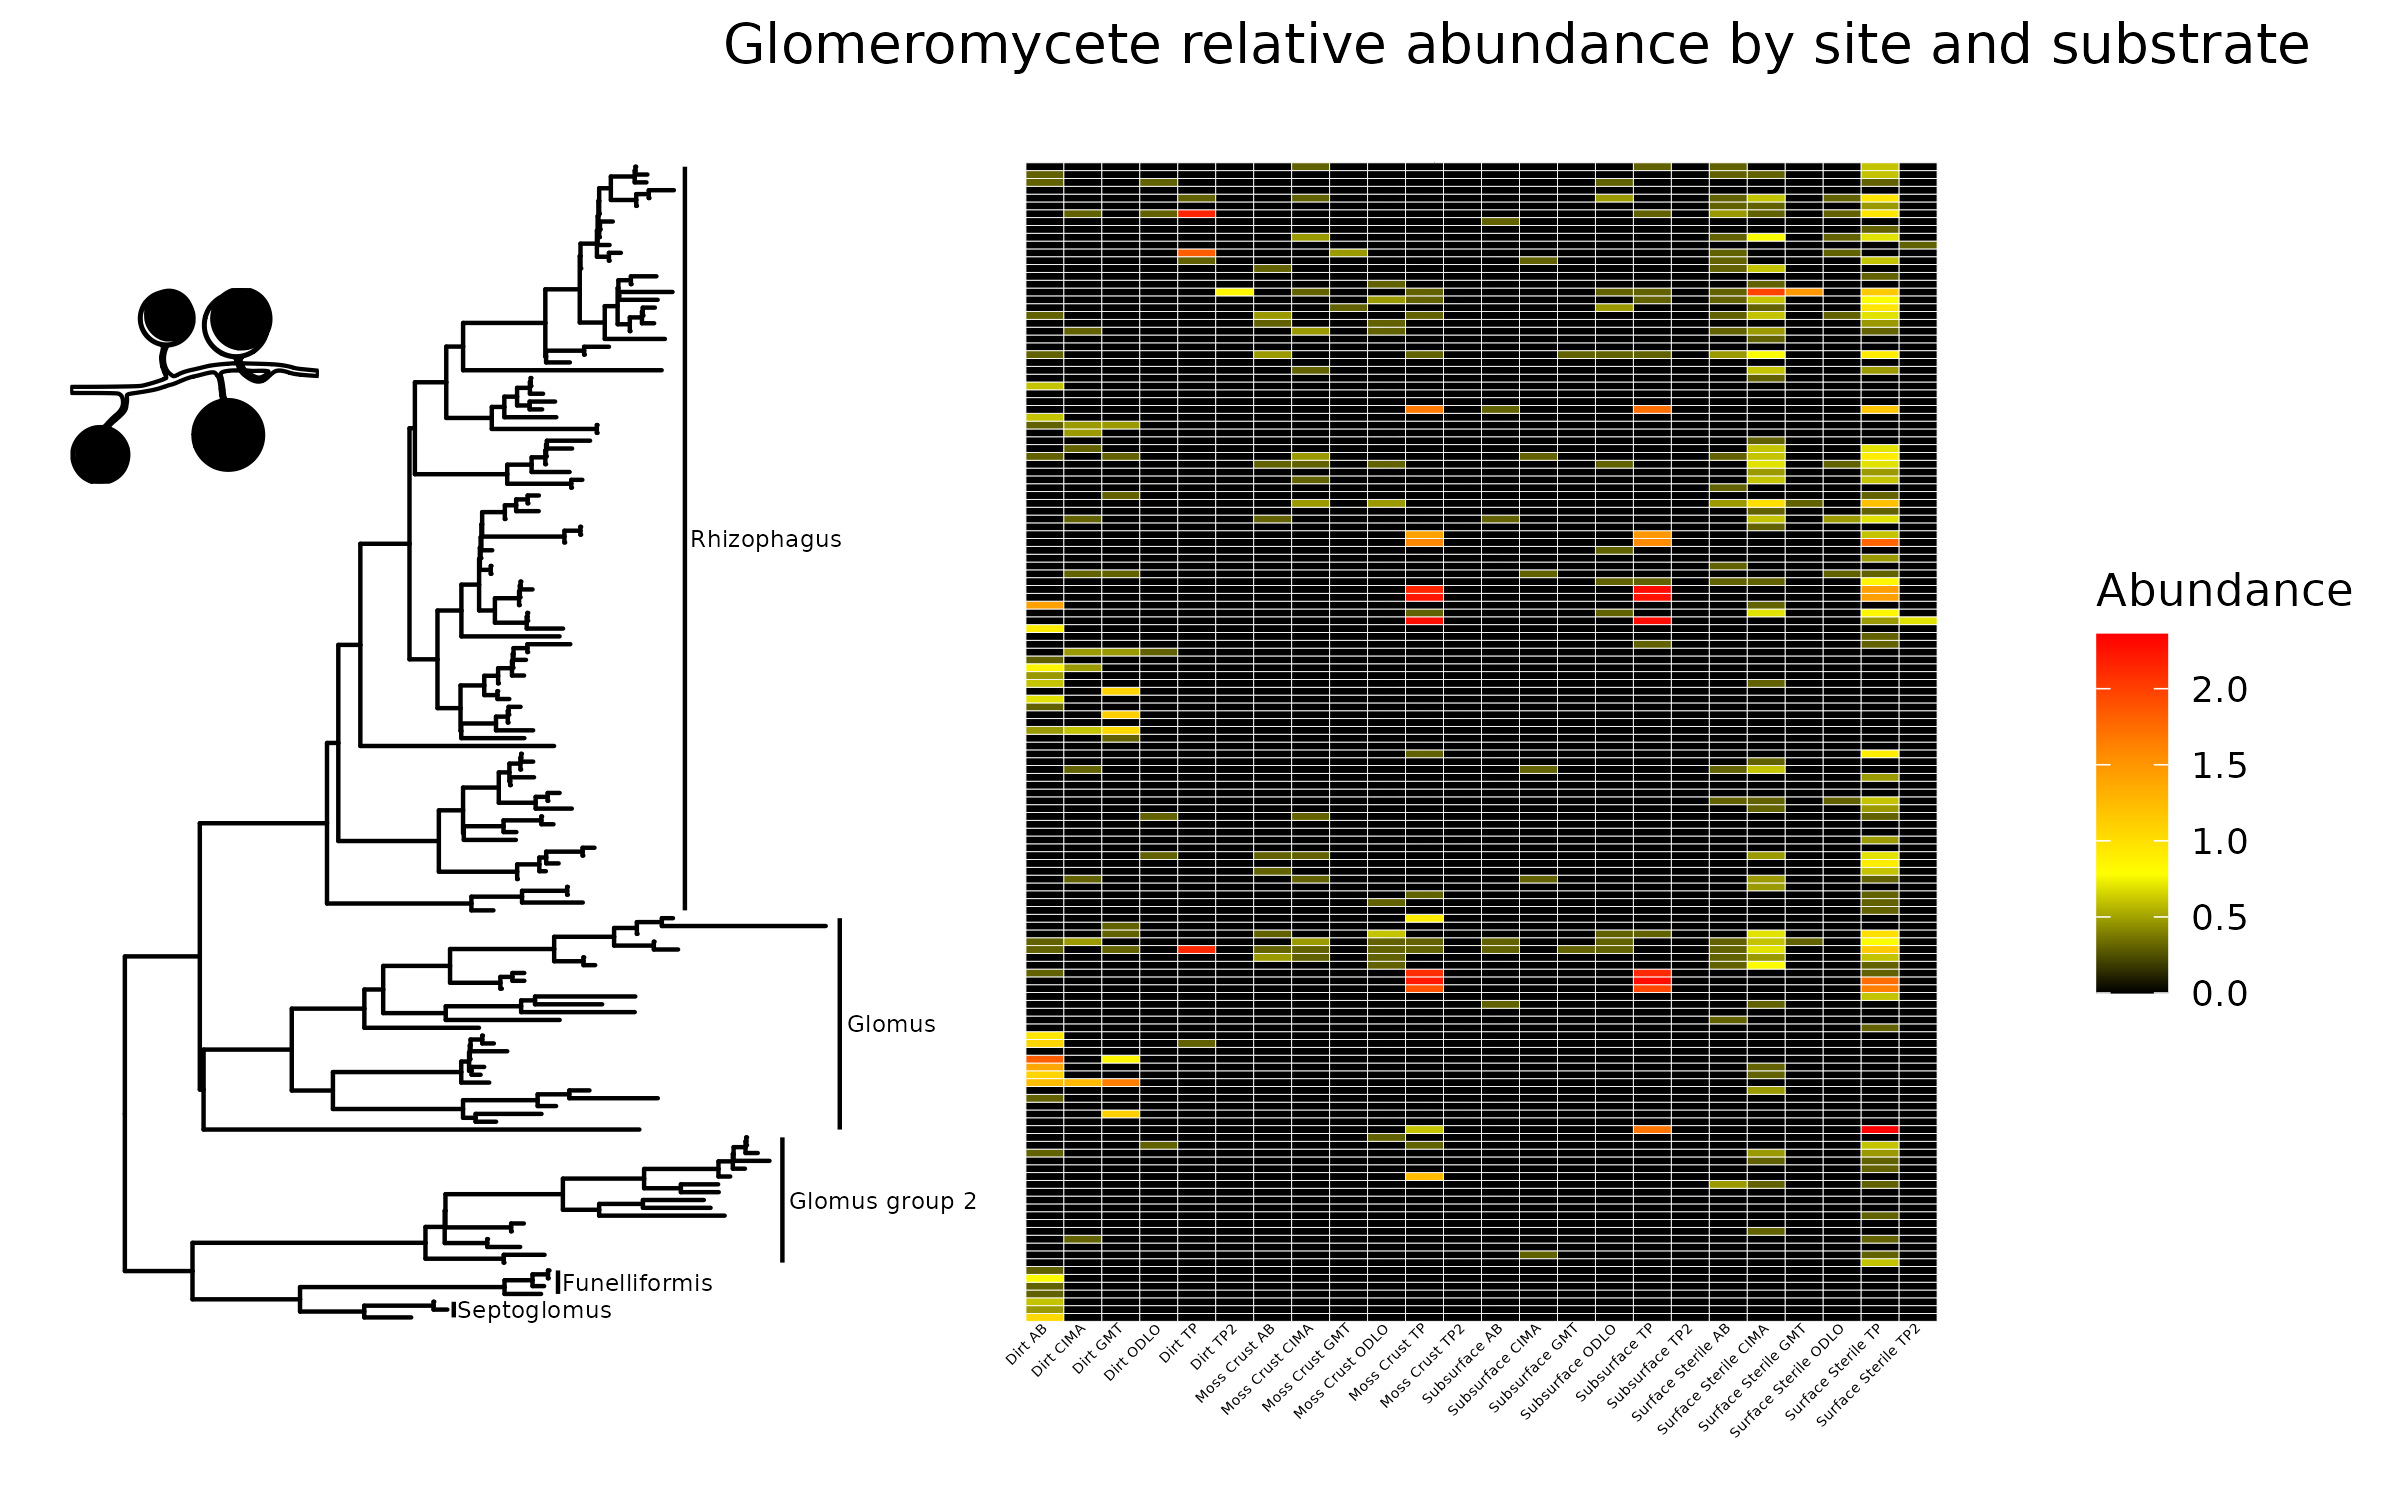 Glomeromycete relative abundance by site and substrate
Rhizophagus
Glomus
Glomus group 2
Funelliformis
Septoglomus
Dirt AB
Dirt CIMA
Dirt GMT
Dirt ODLO
Dirt TP
Dirt TP2
Moss Crust AB
Moss Crust CIMA
Moss Crust GMT
Moss Crust ODLO
Moss Crust TP
Moss Crust TP2
Subsurface AB
Subsurface CIMA
Subsurface GMT
Subsurface ODLO
Subsurface TP
Subsurface TP2
Surface Sterile AB
Surface Sterile CIMA
Surface Sterile GMT
Surface Sterile ODLO
Surface Sterile TP
Surface Sterile TP2
Abundance
2.0
1.5
1.0
0.5
0.0